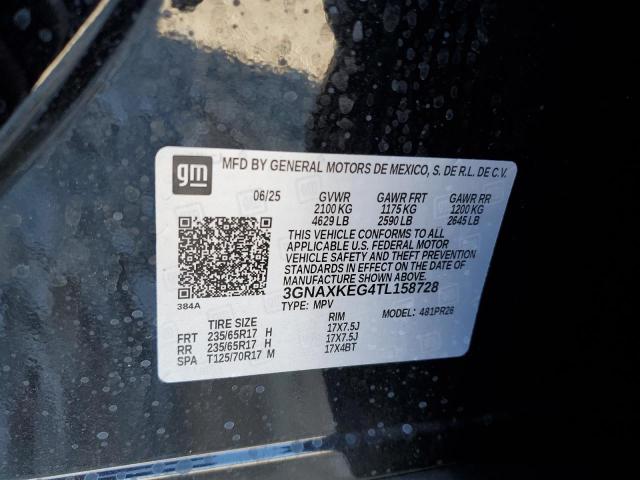 gm
MFD BY GENERAL MOTORS DE MEXICO, S. DE R.L. DE C.V.
06/25 GVWR GAWR FRT GAWR RR
2100 KG 1175 KG 1200 KG
4629 LB 2590 LB 2645 LB
THIS VEHICLE CONFORMS TO ALL
APPLICABLE U.S. FEDERAL MOTOR
VEHICLE SAFETY AND THEFT PREVENTION
STANDARDS IN EFFECT ON THE DATE OF
MANUFACTURE SHOWN ABOVE.
3GNAXKEG4TL158728
384A
TYPE: MPV MODEL: 481PR26
TIRE SIZE RIM
FRT 235/65R17 H 17X7.5J
RR 235/65R17 H 17X7.5J
SPA T125/70R17 M 17X4BT